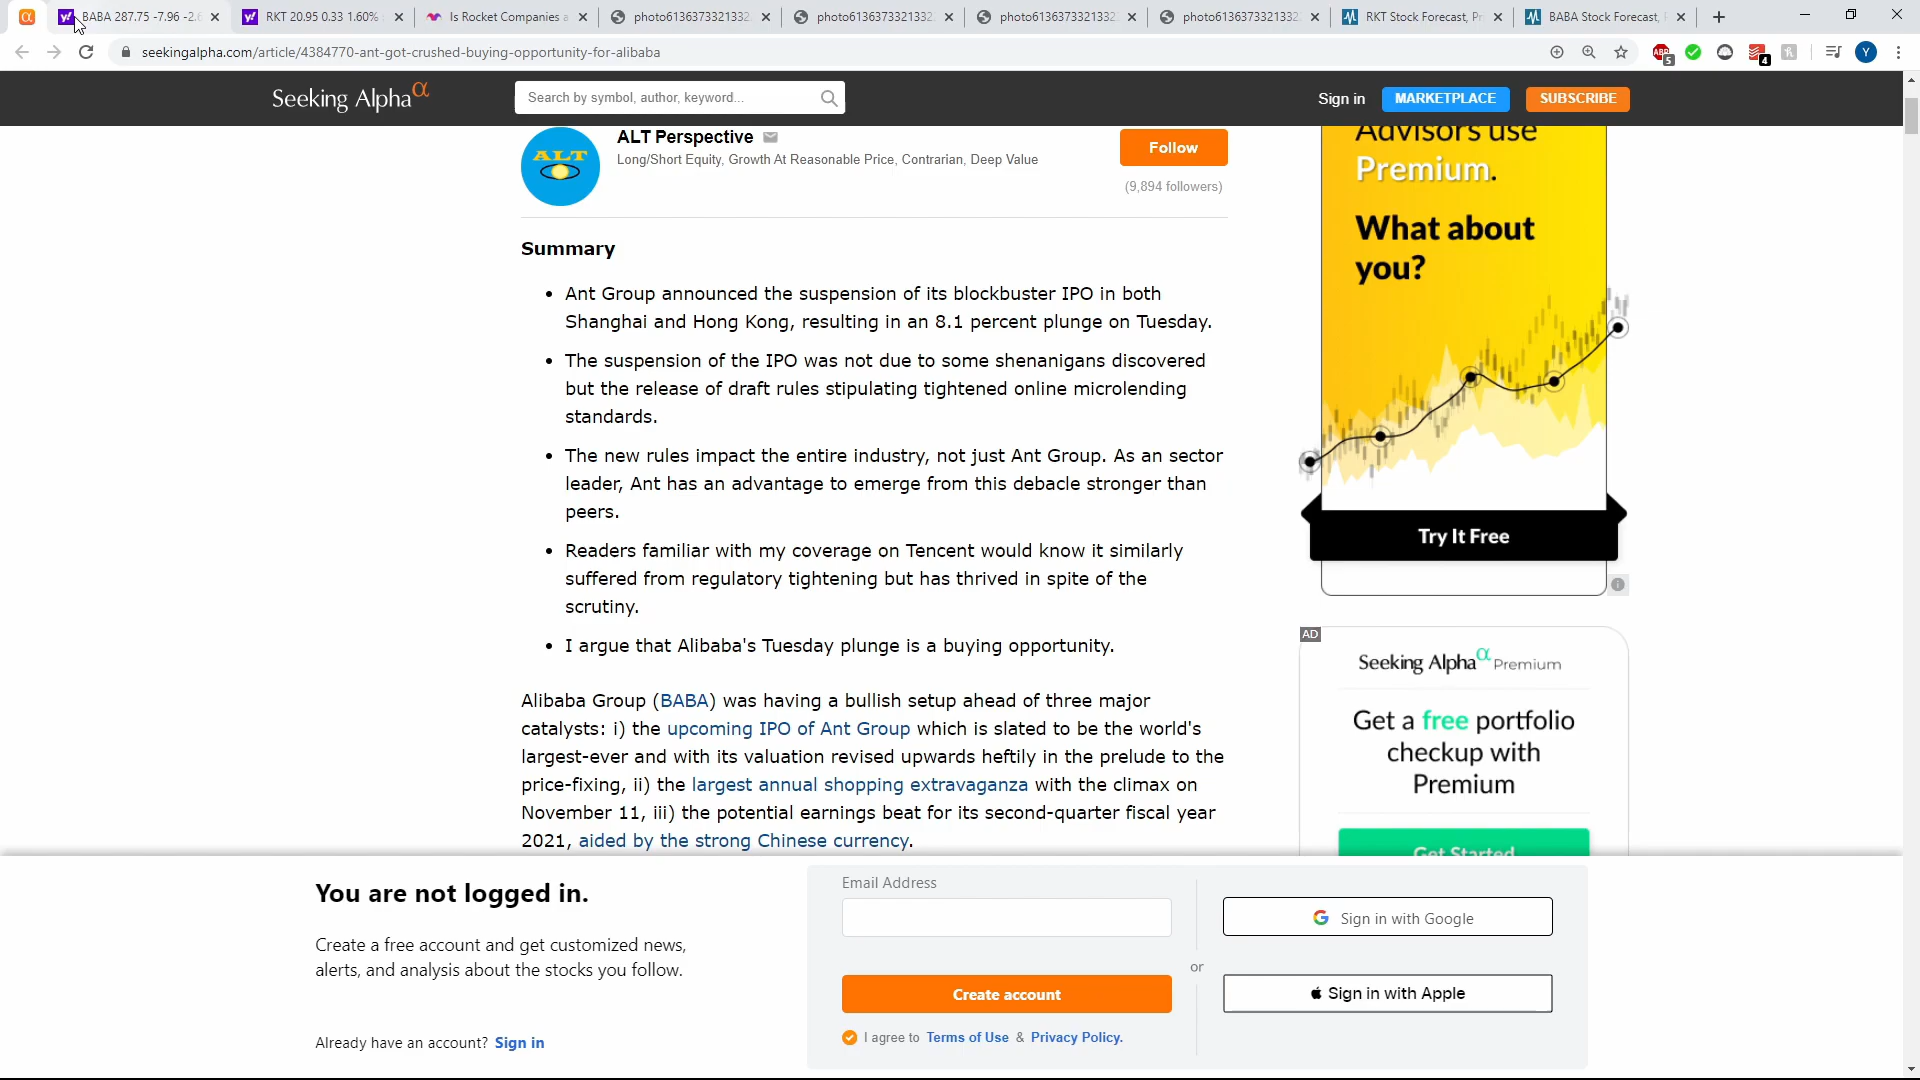 BABA 287.75 -7.96 -2.6
RKT 20.95 0.33 1.60%
Is Rocket Companies a
photo6136373321332
photo6136373321332
photo6136373321332
photo6136373321332
RKT Stock Forecast, Pr
BABA Stock Forecast,
seekingalpha.com/article/4384770-ant-got-crushed-buying-opportunity-for-alibaba
ABP 5
4
Y
Seeking Alpha α
Search by symbol, author, keyword...
Sign in
MARKETPLACE
SUBSCRIBE
ALT
ALT Perspective
Long/Short Equity, Growth At Reasonable Price, Contrarian, Deep Value
Follow
(9,894 followers)
Summary
• Ant Group announced the suspension of its blockbuster IPO in both
Shanghai and Hong Kong, resulting in an 8.1 percent plunge on Tuesday.
• The suspension of the IPO was not due to some shenanigans discovered
but the release of draft rules stipulating tightened online microlending
standards.
• The new rules impact the entire industry, not just Ant Group. As an sector
leader, Ant has an advantage to emerge from this debacle stronger than
peers.
• Readers familiar with my coverage on Tencent would know it similarly
suffered from regulatory tightening but has thrived in spite of the
scrutiny.
• I argue that Alibaba's Tuesday plunge is a buying opportunity.
Alibaba Group (BABA) was having a bullish setup ahead of three major
catalysts: i) the upcoming IPO of Ant Group which is slated to be the world's
largest-ever and with its valuation revised upwards heftily in the prelude to the
price-fixing, ii) the largest annual shopping extravaganza with the climax on
November 11, iii) the potential earnings beat for its second-quarter fiscal year
2021, aided by the strong Chinese currency.
Advisors use
Premium.
What about
you?
Try It Free
AD
Seeking Alpha α Premium
Get a free portfolio
checkup with
Premium
Get Started
You are not logged in.
Create a free account and get customized news,
alerts, and analysis about the stocks you follow.
Already have an account? Sign in
Email Address
Create account
I agree to Terms of Use & Privacy Policy.
or
Sign in with Google
Sign in with Apple